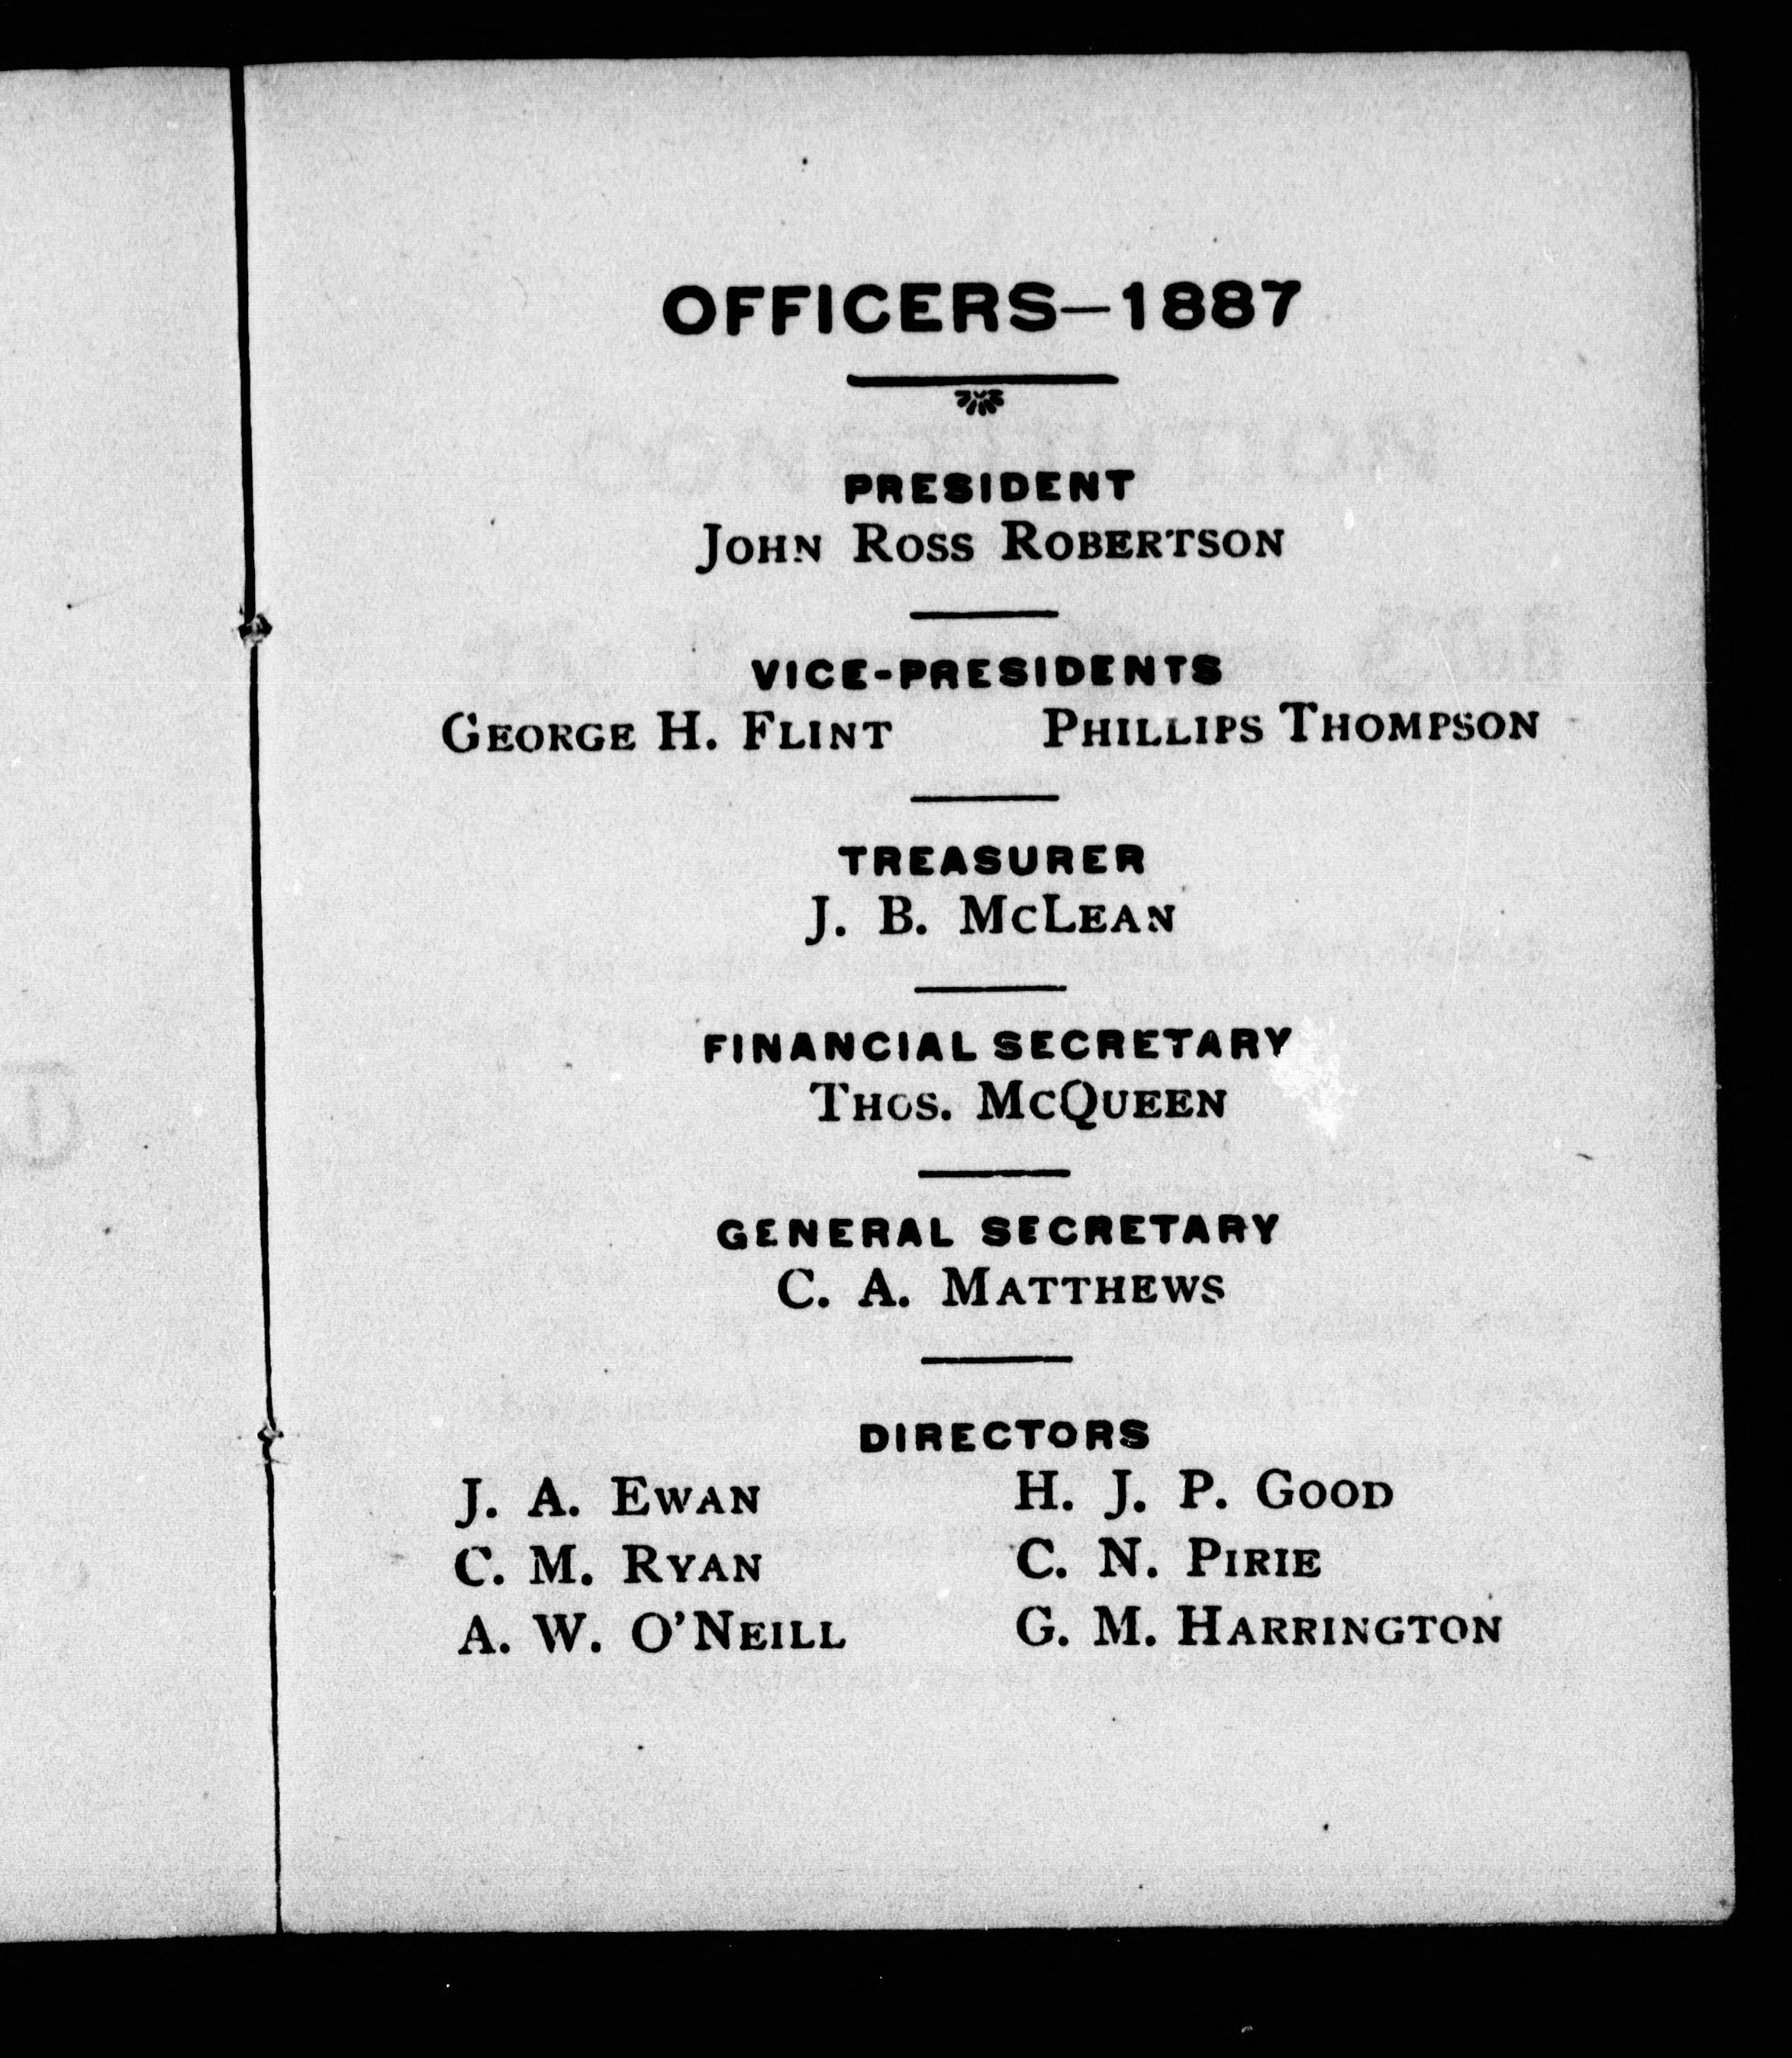 OFFICERS—1887
PRESIDENT
JOHN ROSS ROBERTSON
VICE-PRESIDENTS
GEORGE H. FLINT PHILLIPS THOMPSON
TREASURER
J. B. MCLEAN
FINANCIAL SECRETARY
THOS. MCQUEEN
GENERAL SECRETARY
C. A. MATTHEWS
DIRECTORS
J. A. EWAN H. J. P. GOOD
C. M. RYAN C. N. PIRIE
A. W. O'NEILL G. M. HARRINGTON